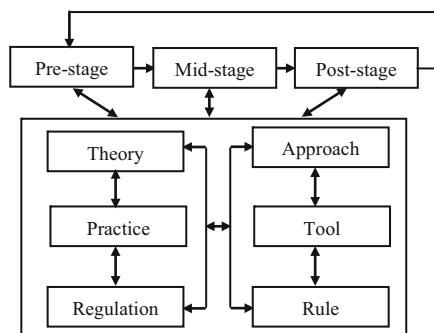 Pre-stage
Mid-stage
Post-stage
Theory
Approach
Practice
Tool
Regulation
Rule